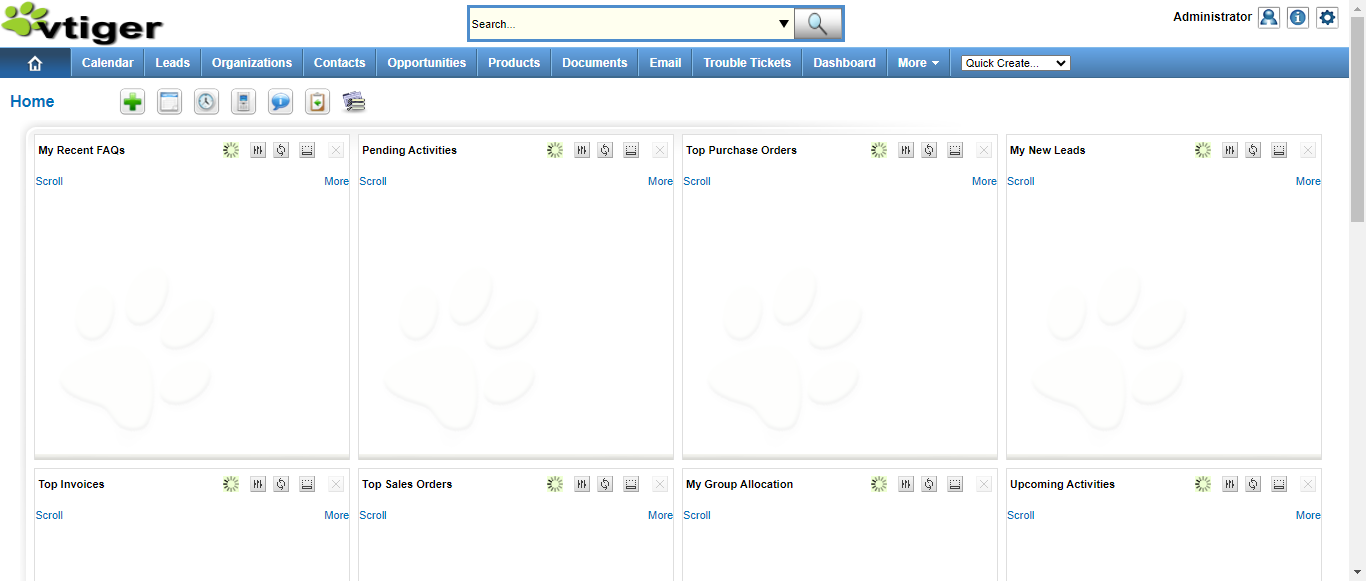 vtiger
Search...
Administrator
Calendar Leads Organizations Contacts Opportunities Products Documents Email Trouble Tickets Dashboard More Quick Create...
Home
My Recent FAQs Pending Activities Top Purchase Orders My New Leads
Scroll More Scroll More Scroll More Scroll More
Top Invoices Top Sales Orders My Group Allocation Upcoming Activities
Scroll More Scroll More Scroll More Scroll More